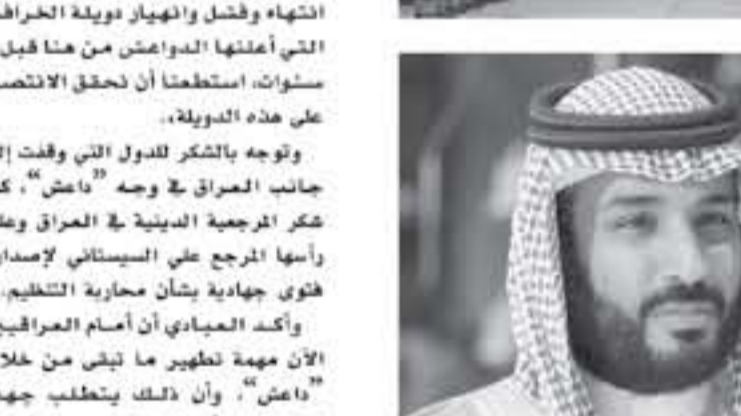 انتهاء وفشل وانهيار دويلة الخرافة
التي أعلنها الدواعش من هنا قبل
سنوات، استطعنا أن نحقق الانتصار
على هذه الدويلة».
وتوجه بالشكر للدول التي وقفت إلى
جانب العراق في وجه "داعش"، كما
شكر المرجعية الدينية في العراق وعلى
رأسها المرجع علي السيستاني لإصدار
فتوى جهادية بشأن محاربة التنظيم.
وأكد العبادي أن أمام العراقيين
الآن مهمة تطهير ما تبقى من خلايا
"داعش"، وأن ذلك يتطلب جهد